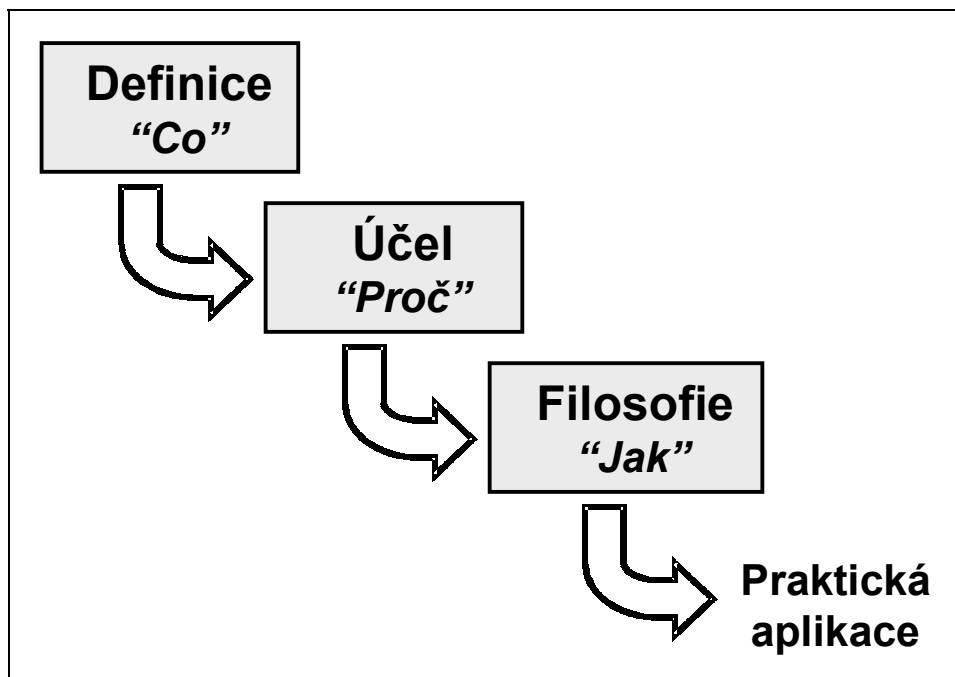 Definice
“Co”
Účel
“Proč”
Filosofie
“Jak”
Praktická
aplikace